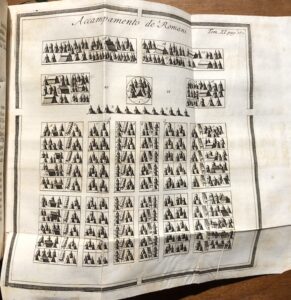 Accampamento de Romani
Tom. XI. pag.